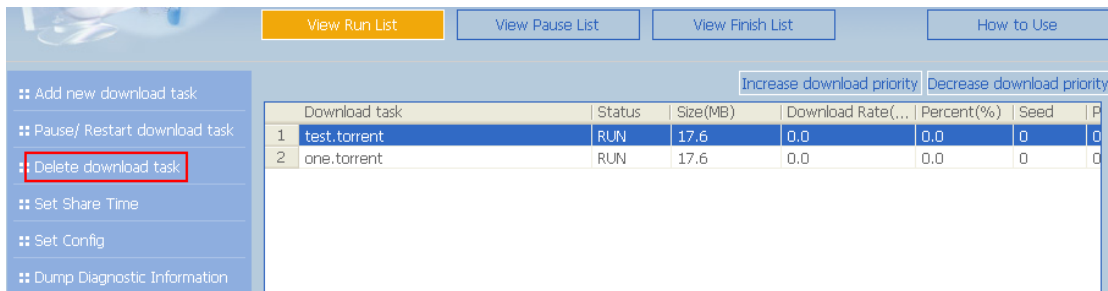 View Run List View Pause List View Finish List How to Use
Increase download priority Decrease download priority
Add new download task
Pause/ Restart download task
Delete download task
Set Share Time
Set Config
Dump Diagnostic Information
Download task Status Size(MB) Download Rate(... Percent(%) Seed P
1 test.torrent RUN 17.6 0.0 0.0 0 0
2 one.torrent RUN 17.6 0.0 0.0 0 0